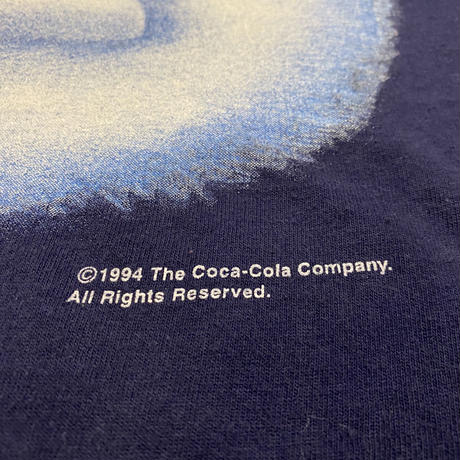 ©1994 The Coca-Cola Company.
All Rights Reserved.